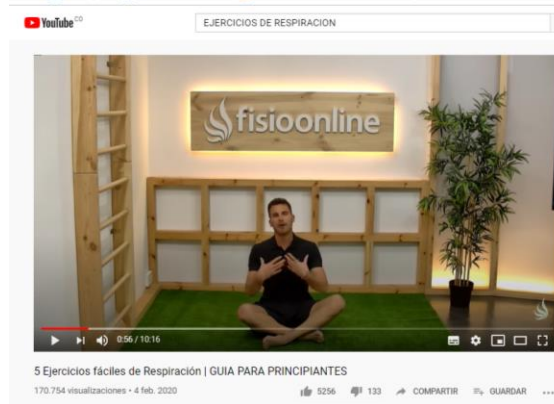 YouTube CO
EJERCICIOS DE RESPIRACION
fisioonline
0:56 / 10:16
5 Ejercicios fáciles de Respiración | GUIA PARA PRINCIPIANTES
170.754 visualizaciones • 4 feb. 2020 5256 133 COMPARTIR GUARDAR